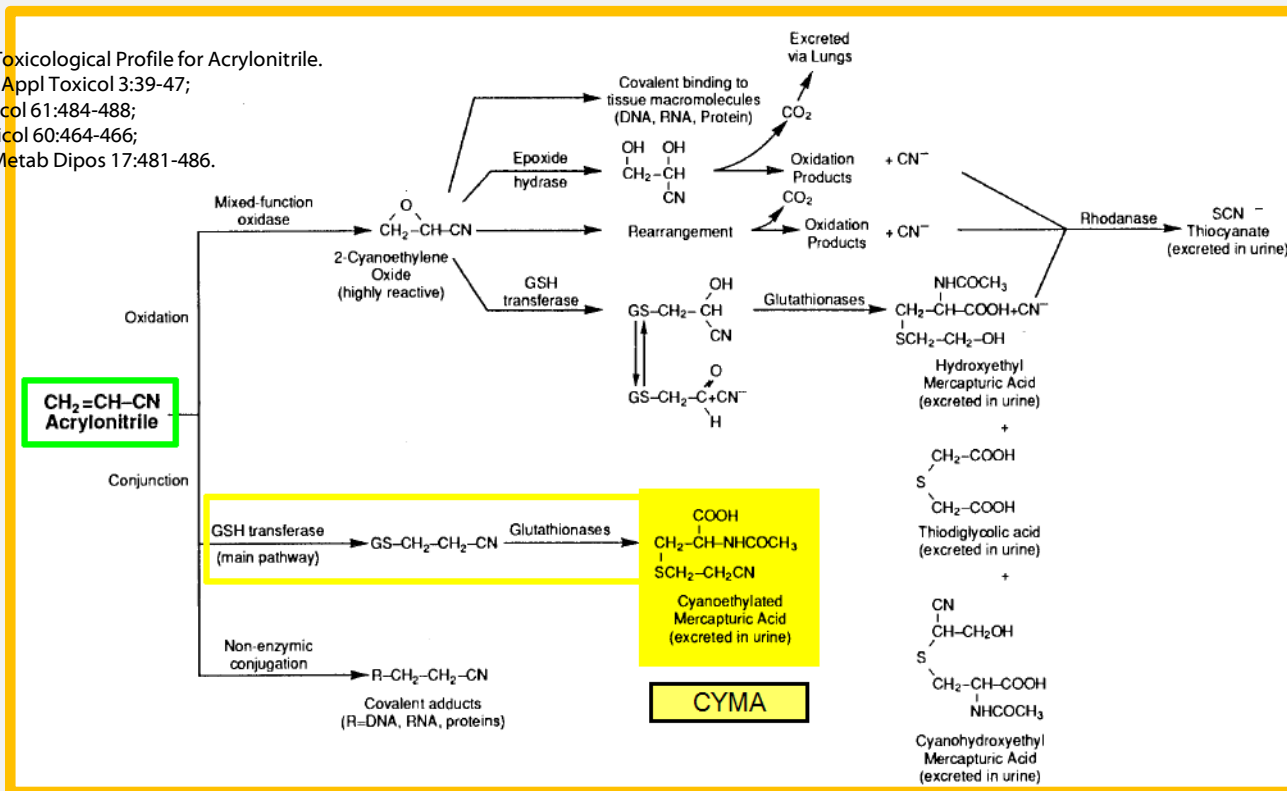 Toxicological Profile for Acrylonitrile.
Appl Toxicol 3:39-47;
col 61:484-488;
icol 60:464-466;
Metab Dipos 17:481-486.
Excreted
via Lungs
Covalent binding to
tissue macromolecules
(DNA, RNA, Protein)
CO₂
OH OH
CH₂–CH
CN
Epoxide
hydrase
Oxidation
Products
+ CN⁻
Mixed-function
oxidase
O
CH₂–CH–CN
2-Cyanoethylene
Oxide
(highly reactive)
Rearrangement
CO₂
Oxidation
Products
+ CN⁻
Rhodanase
SCN⁻
Thiocyanate
(excreted in urine)
GSH
transferase
OH
GS–CH₂–CH
CN
Glutathionases
NHCOCH₃
CH₂–CH–COOH+CN⁻
SCH₂–CH₂–OH
Hydroxyethyl
Mercapturic Acid
(excreted in urine)
O
GS–CH₂–C+CN⁻
H
Oxidation
CH₂=CH–CN
Acrylonitrile
Conjunction
+
CH₂–COOH
S
CH₂–COOH
Thiodiglycolic acid
(excreted in urine)
+
GSH transferase
(main pathway)
GS–CH₂–CH₂–CN
Glutathionases
COOH
CH₂–CH–NHCOCH₃
SCH₂–CH₂CN
Cyanoethylated
Mercapturic Acid
(excreted in urine)
CYMA
Non-enzymic
conjugation
R–CH₂–CH₂–CN
Covalent adducts
(R=DNA, RNA, proteins)
CN
CH–CH₂OH
S
CH₂–CH–COOH
NHCOCH₃
Cyanohydroxyethyl
Mercapturic Acid
(excreted in urine)